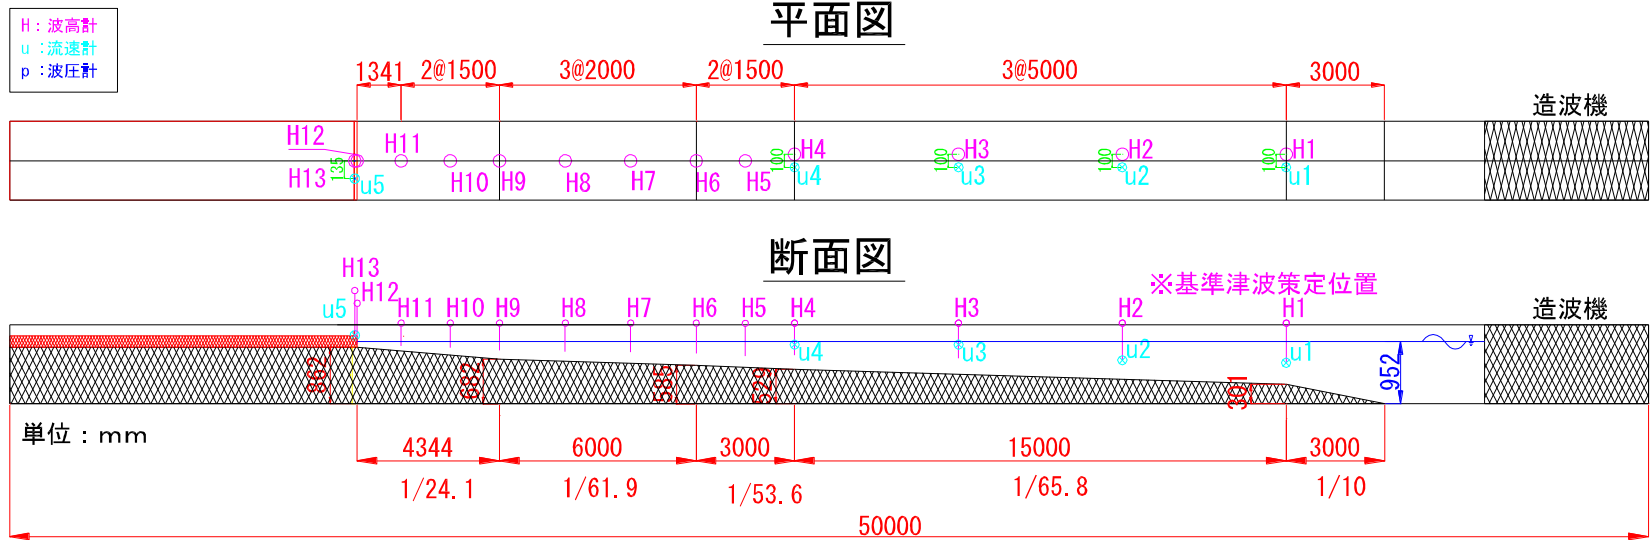 H：波高計
u：流速計
p：波圧計
平面図
1341 2@1500 3@2000 2@1500 3@5000 3000
造波機
H12 H11 H4 H3 H2 H1
135 100 100 100 100
H13 u5 H10 H9 H8 H7 H6 H5 u4 u3 u2 u1
断面図
H13
※基準津波策定位置
H12
u5 H11 H10 H9 H8 H7 H6 H5 H4 H3 H2 H1
造波機
u4 u3 u2 u1
862 682 585 529 301 952
単位：mm
4344 6000 3000 15000 3000
1/24.1 1/61.9 1/53.6 1/65.8 1/10
50000